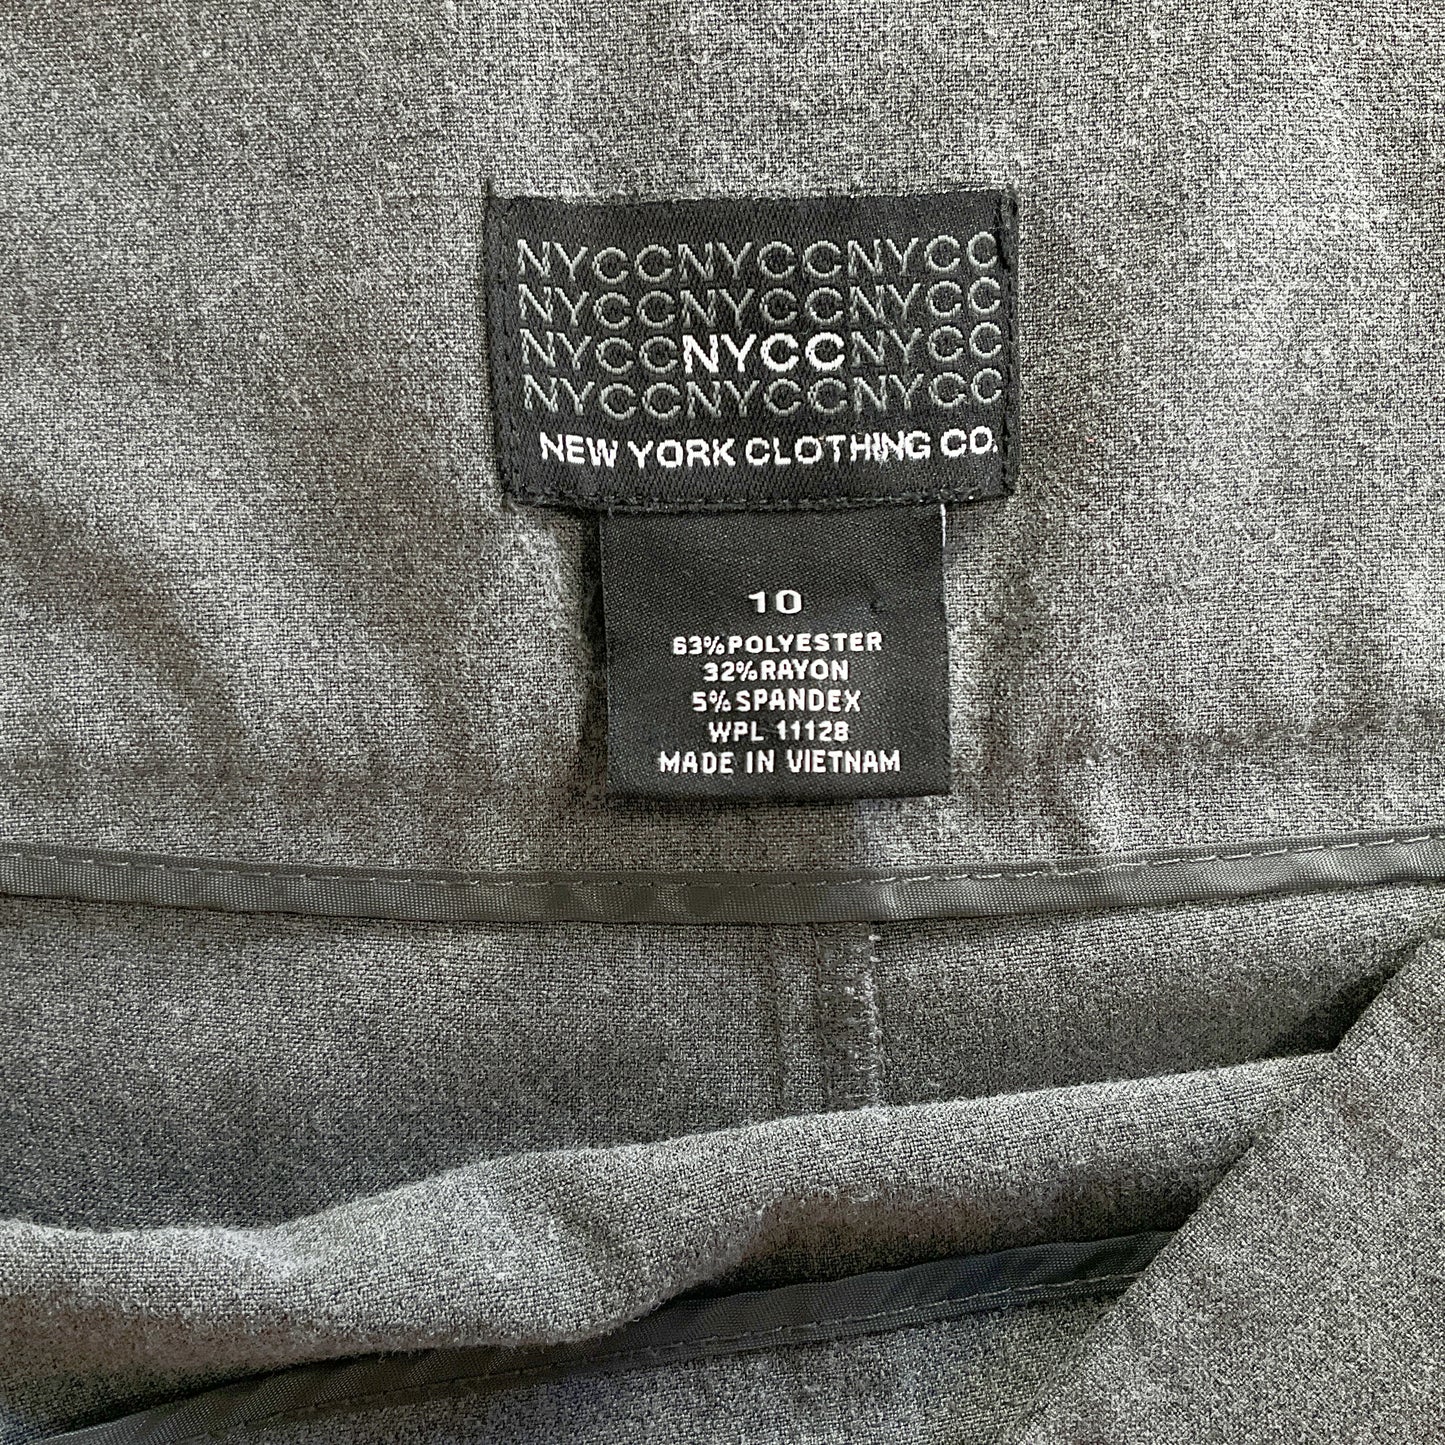 NYCCNYCCNYCC
NYCCNYCCNYCC
NYCCNYCCNYCC
NYCCNYCCNYCC
NEW YORK CLOTHING CO.
10
63% POLYESTER
32% RAYON
5% SPANDEX
WPL 11128
MADE IN VIETNAM